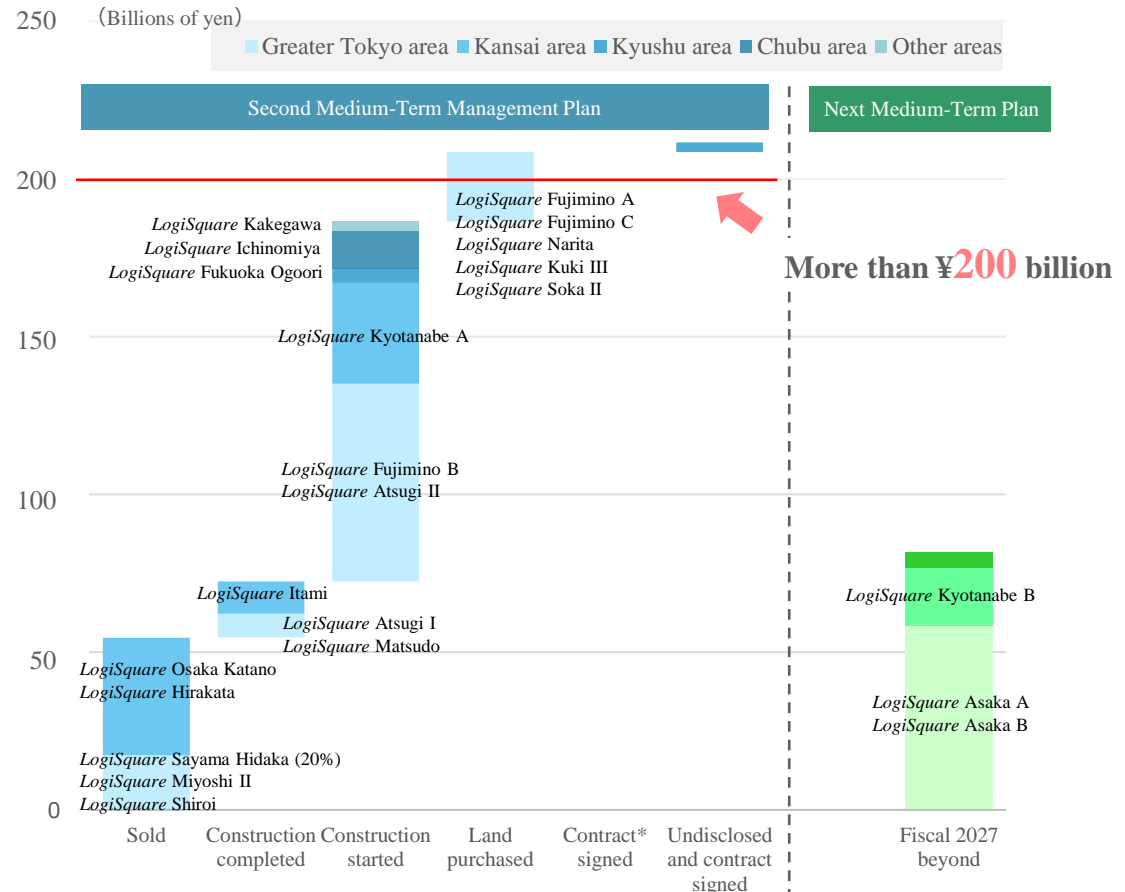 250
（Billions of yen）
Greater Tokyo area Kansai area Kyushu area Chubu area Other areas
Second Medium-Term Management Plan
Next Medium-Term Plan
200
LogiSquare Kakegawa
LogiSquare Ichinomiya
LogiSquare Fukuoka Ogoori
LogiSquare Fujimino A
LogiSquare Fujimino C
LogiSquare Narita
LogiSquare Kuki III
LogiSquare Soka II
More than ¥200 billion
150
LogiSquare Kyotanabe A
LogiSquare Fujimino B
LogiSquare Atsugi II
100
LogiSquare Itami
LogiSquare Atsugi I
LogiSquare Matsudo
LogiSquare Kyotanabe B
50
LogiSquare Osaka Katano
LogiSquare Hirakata
LogiSquare Asaka A
LogiSquare Asaka B
LogiSquare Sayama Hidaka (20%)
LogiSquare Miyoshi II
LogiSquare Shiroi
0
Sold
Construction
completed
Construction
started
Land
purchased
Contract*
signed
Undisclosed
and contract
signed
Fiscal 2027
beyond